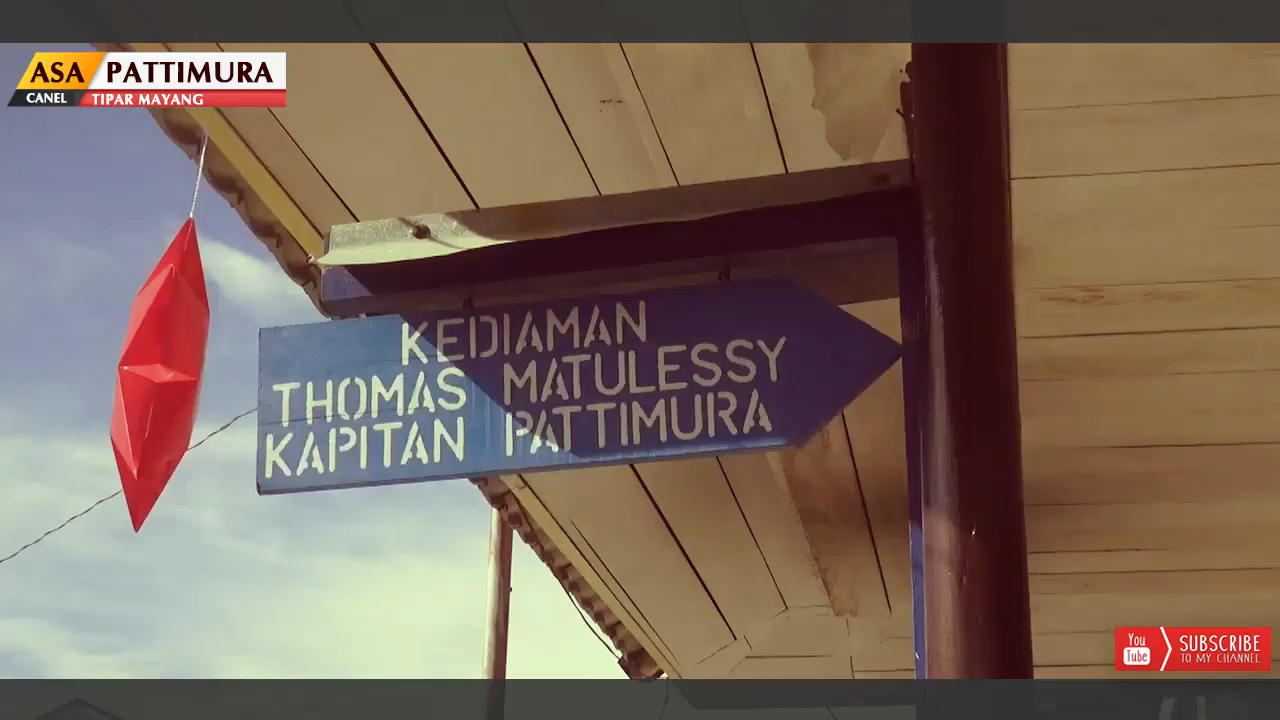 ASA PATTIMURA
CANEL TIPAR MAYANG
KEDIAMAN
THOMAS MATULESSY
KAPITAN PATTIMURA
You Tube SUBSCRIBE
TO MY CHANNEL